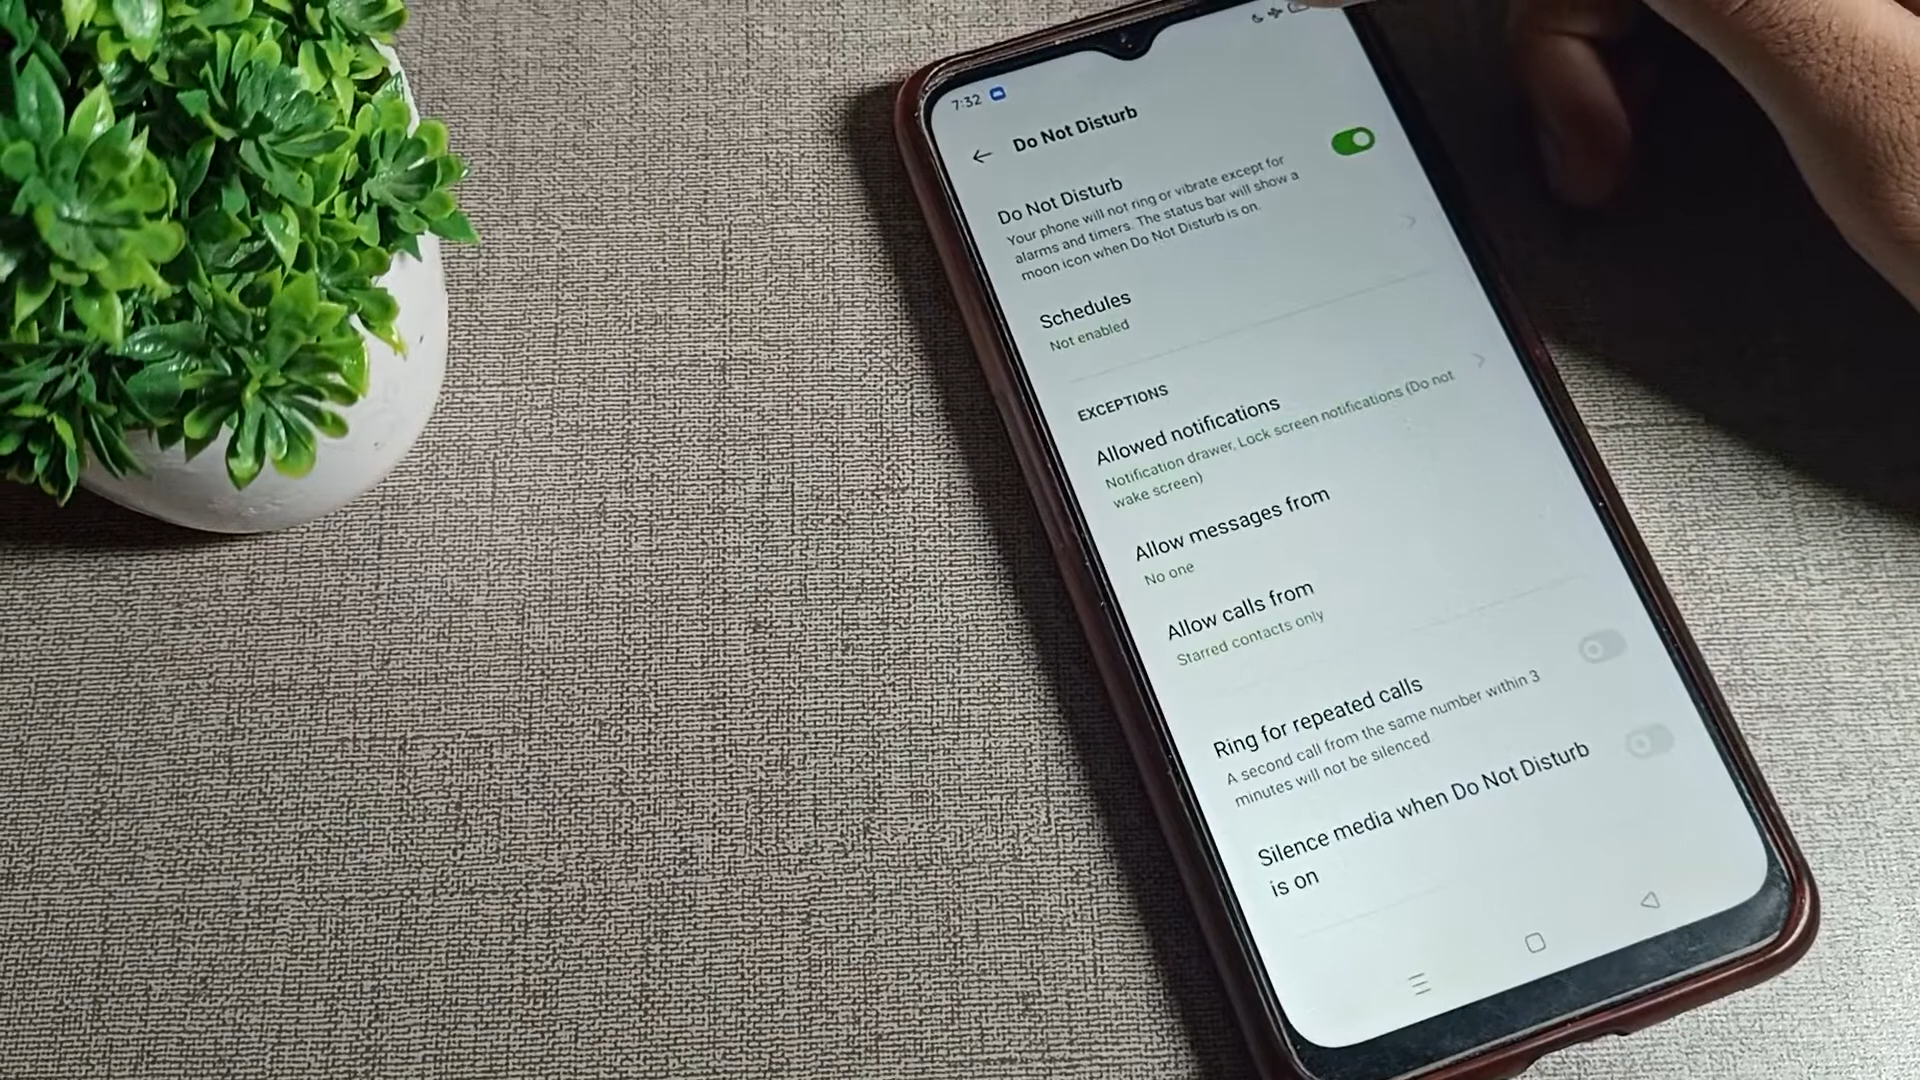 7:32
Do Not Disturb
Do Not Disturb
Your phone will not ring or vibrate except for
alarms and timers. The status bar will show a
moon icon when Do Not Disturb is on.
Schedules
Not enabled
EXCEPTIONS
Allowed notifications
Notification drawer, Lock screen notifications (Do not
wake screen)
Allow messages from
No one
Allow calls from
Starred contacts only
Ring for repeated calls
A second call from the same number within 3
minutes will not be silenced
Silence media when Do Not Disturb
is on